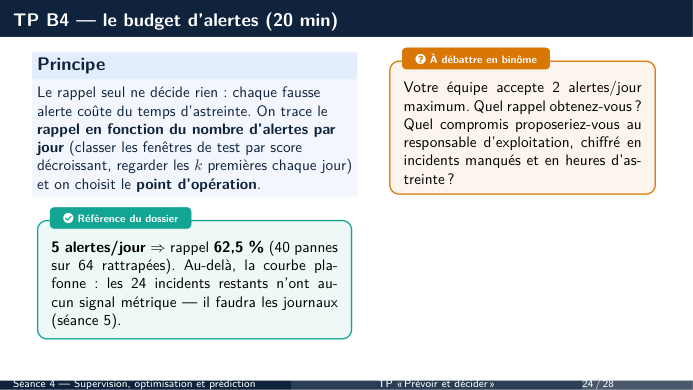 TP B4 — le budget d'alertes (20 min)
Principe
Le rappel seul ne décide rien : chaque fausse
alerte coûte du temps d'astreinte. On trace le
rappel en fonction du nombre d'alertes par
jour (classer les fenêtres de test par score
décroissant, regarder les k premières chaque jour)
et on choisit le point d'opération.
Référence du dossier
5 alertes/jour ⇒ rappel 62,5 % (40 pannes
sur 64 rattrapées). Au-delà, la courbe pla-
fonne : les 24 incidents restants n'ont au-
cun signal métrique — il faudra les journaux
(séance 5).
À débattre en binôme
Votre équipe accepte 2 alertes/jour
maximum. Quel rappel obtenez-vous ?
Quel compromis proposeriez-vous au
responsable d'exploitation, chiffré en
incidents manqués et en heures d'as-
treinte ?
Séance 4 — Supervision, optimisation et prédiction
TP « Prévoir et décider »
24 / 28